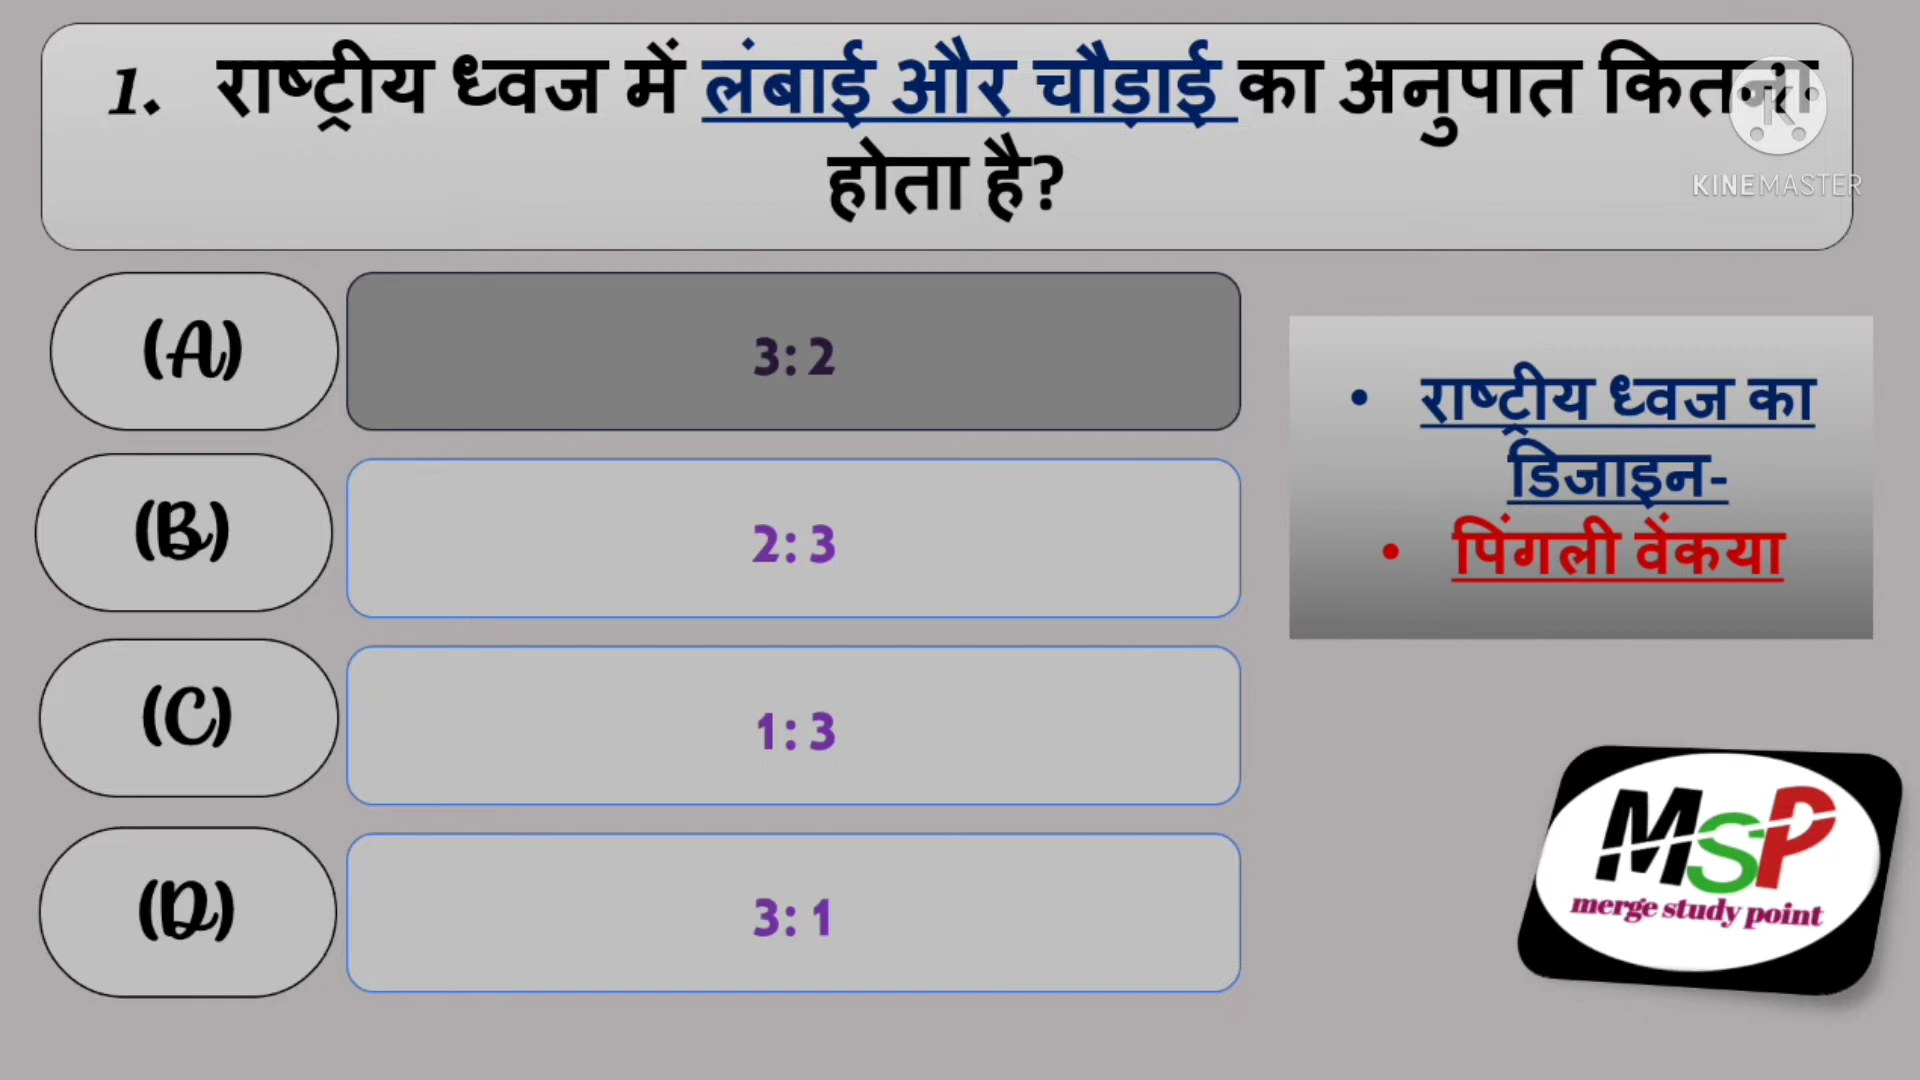 1. राष्ट्रीय ध्वज में लंबाई और चौड़ाई का अनुपात कितना
होता है?
KINEMASTER
(A)
3:2
(B)
2:3
(C)
1:3
(D)
3:1
• राष्ट्रीय ध्वज का
डिजाइन-
• पिंगली वेंकया
MSP
merge study point